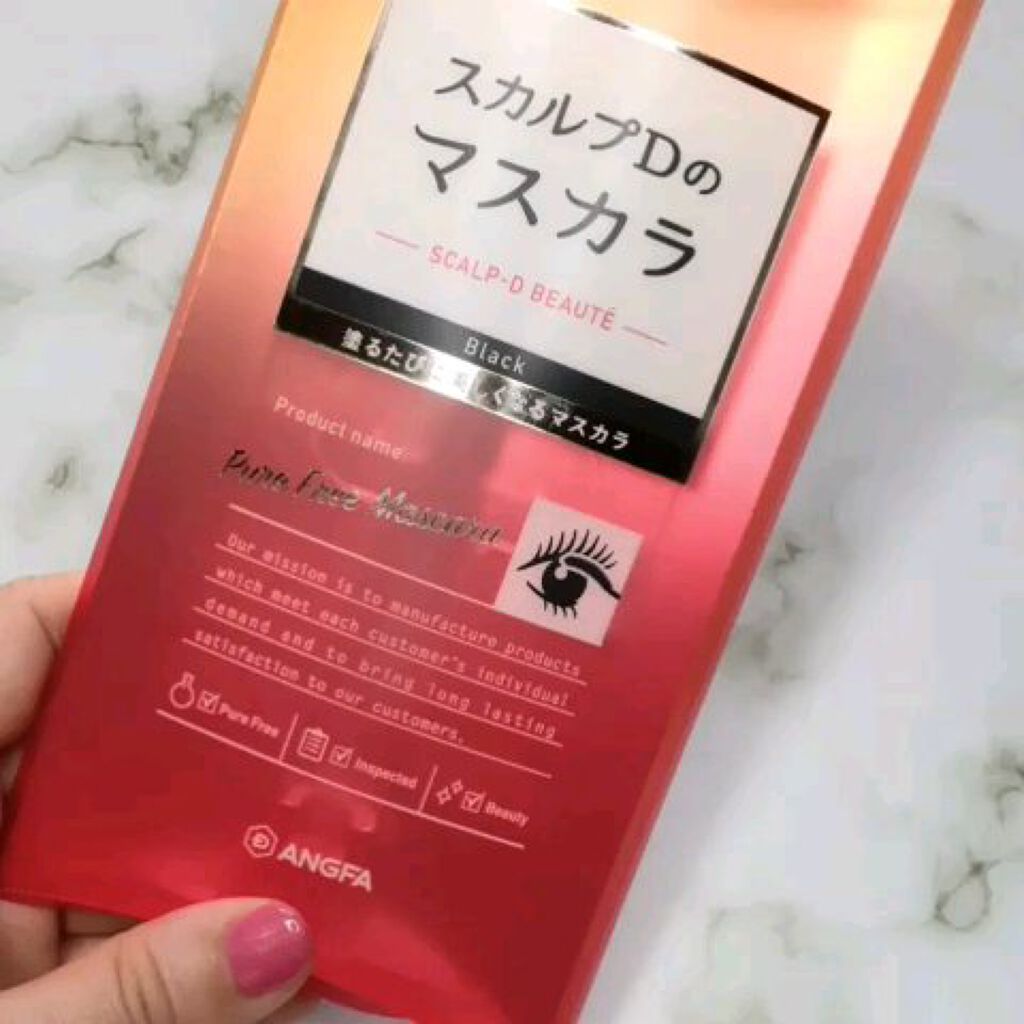 スカルプDの
マスカラ
SCALP-D BEAUTÉ
Black
塗るたびに美しくなるマスカラ
Product name
Pure Free Mascara
Our mission is to manufacture products
which meet each customer's individual
demand and to bring long lasting
satisfaction to our customers.
Pure Free
Inspected
Beauty
ANGFA